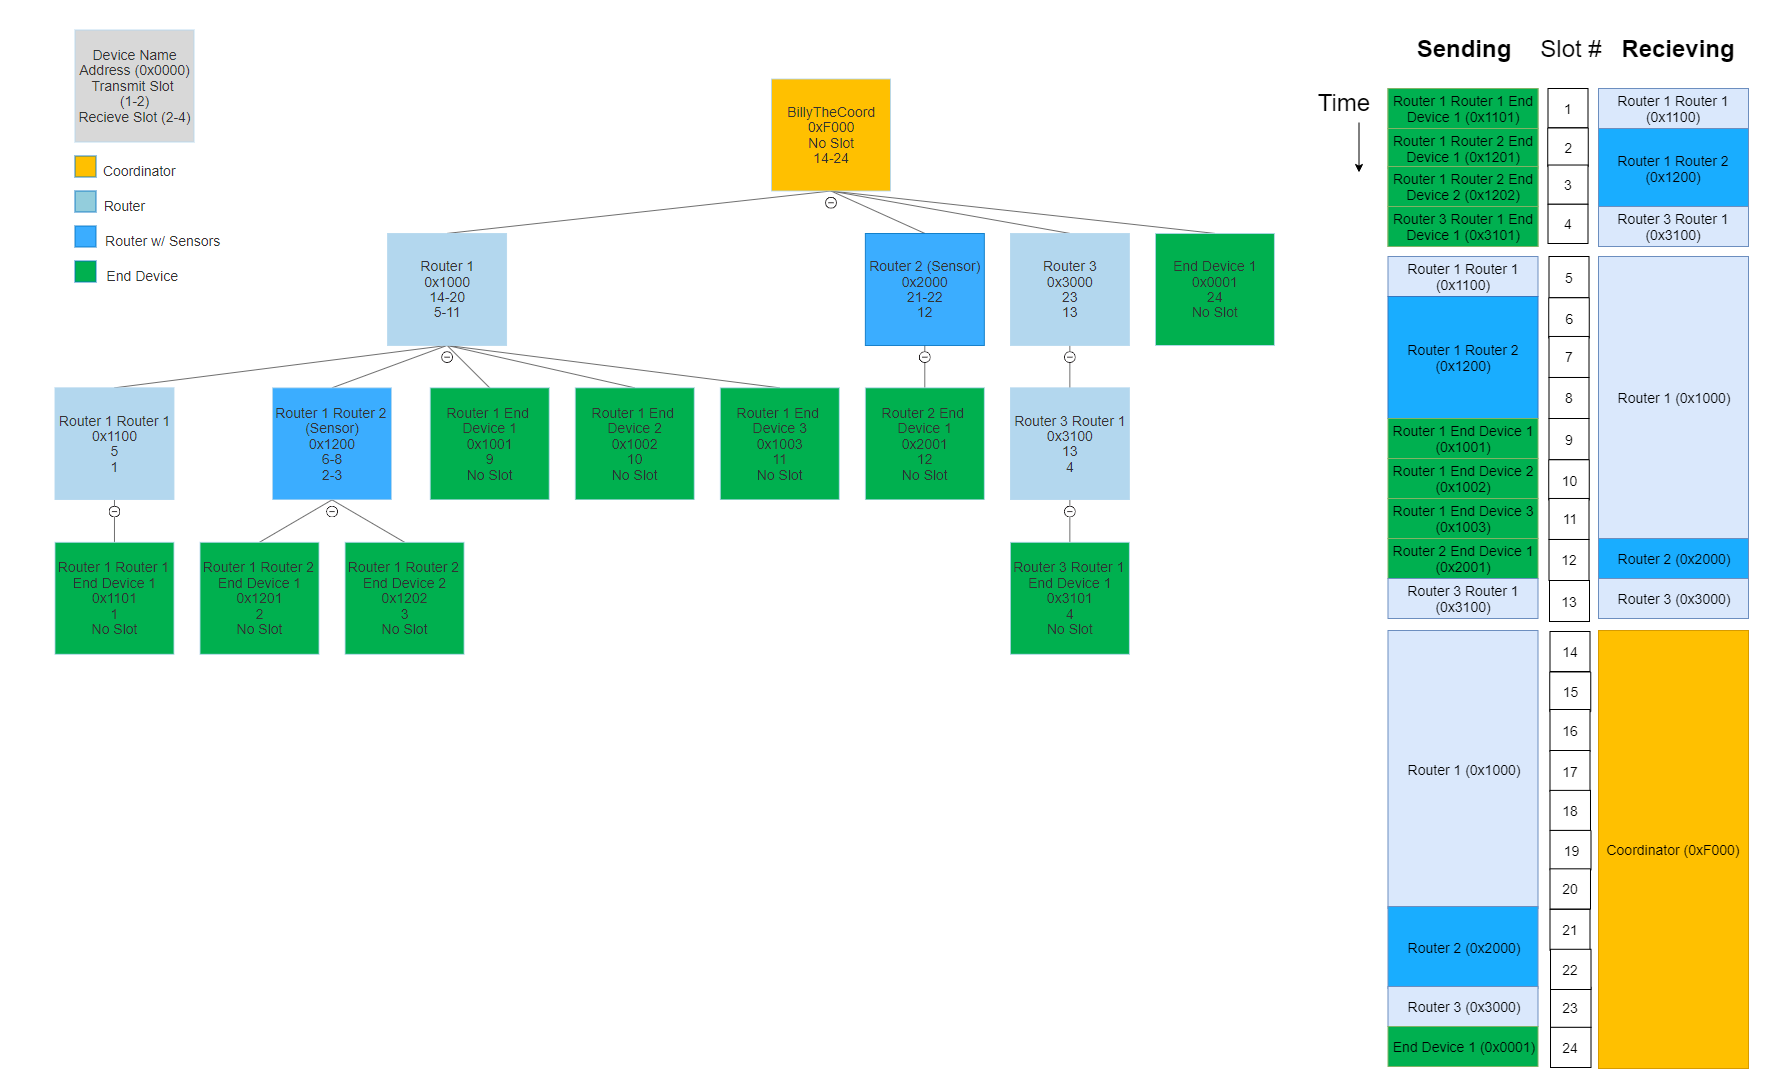 Device Name
Address (0x0000)
Transmit Slot
(1-2)
Recieve Slot (2-4)
Coordinator
Router
Router w/ Sensors
End Device
BillyTheCoord
0xF000
No Slot
14-24
Router 1
0x1000
14-20
5-11
Router 2 (Sensor)
0x2000
21-22
12
Router 3
0x3000
23
13
End Device 1
0x0001
24
No Slot
Router 1 Router 1
0x1100
5
1
Router 1 Router 2
(Sensor)
0x1200
6-8
2-3
Router 1 End
Device 1
0x1001
9
No Slot
Router 1 End
Device 2
0x1002
10
No Slot
Router 1 End
Device 3
0x1003
11
No Slot
Router 2 End
Device 1
0x2001
12
No Slot
Router 3 Router 1
0x3100
13
4
Router 1 Router 1
End Device 1
0x1101
1
No Slot
Router 1 Router 2
End Device 1
0x1201
2
No Slot
Router 1 Router 2
End Device 2
0x1202
3
No Slot
Router 3 Router 1
End Device 1
0x3101
4
No Slot
Sending Slot # Recieving
Time
Router 1 Router 1 End
Device 1 (0x1101)
1
Router 1 Router 1
(0x1100)
Router 1 Router 2 End
Device 1 (0x1201)
2
Router 1 Router 2
(0x1200)
Router 1 Router 2 End
Device 2 (0x1202)
3
Router 3 Router 1 End
Device 1 (0x3101)
4
Router 3 Router 1
(0x3100)
Router 1 Router 1
(0x1100)
5
6
Router 1 Router 2
(0x1200)
7
8
Router 1 (0x1000)
Router 1 End Device 1
(0x1001)
9
Router 1 End Device 2
(0x1002)
10
Router 1 End Device 3
(0x1003)
11
Router 2 End Device 1
(0x2001)
12
Router 2 (0x2000)
Router 3 Router 1
(0x3100)
13
Router 3 (0x3000)
14
15
16
Router 1 (0x1000)
17
18
19
Coordinator (0xF000)
20
21
Router 2 (0x2000)
22
Router 3 (0x3000)
23
End Device 1 (0x0001)
24